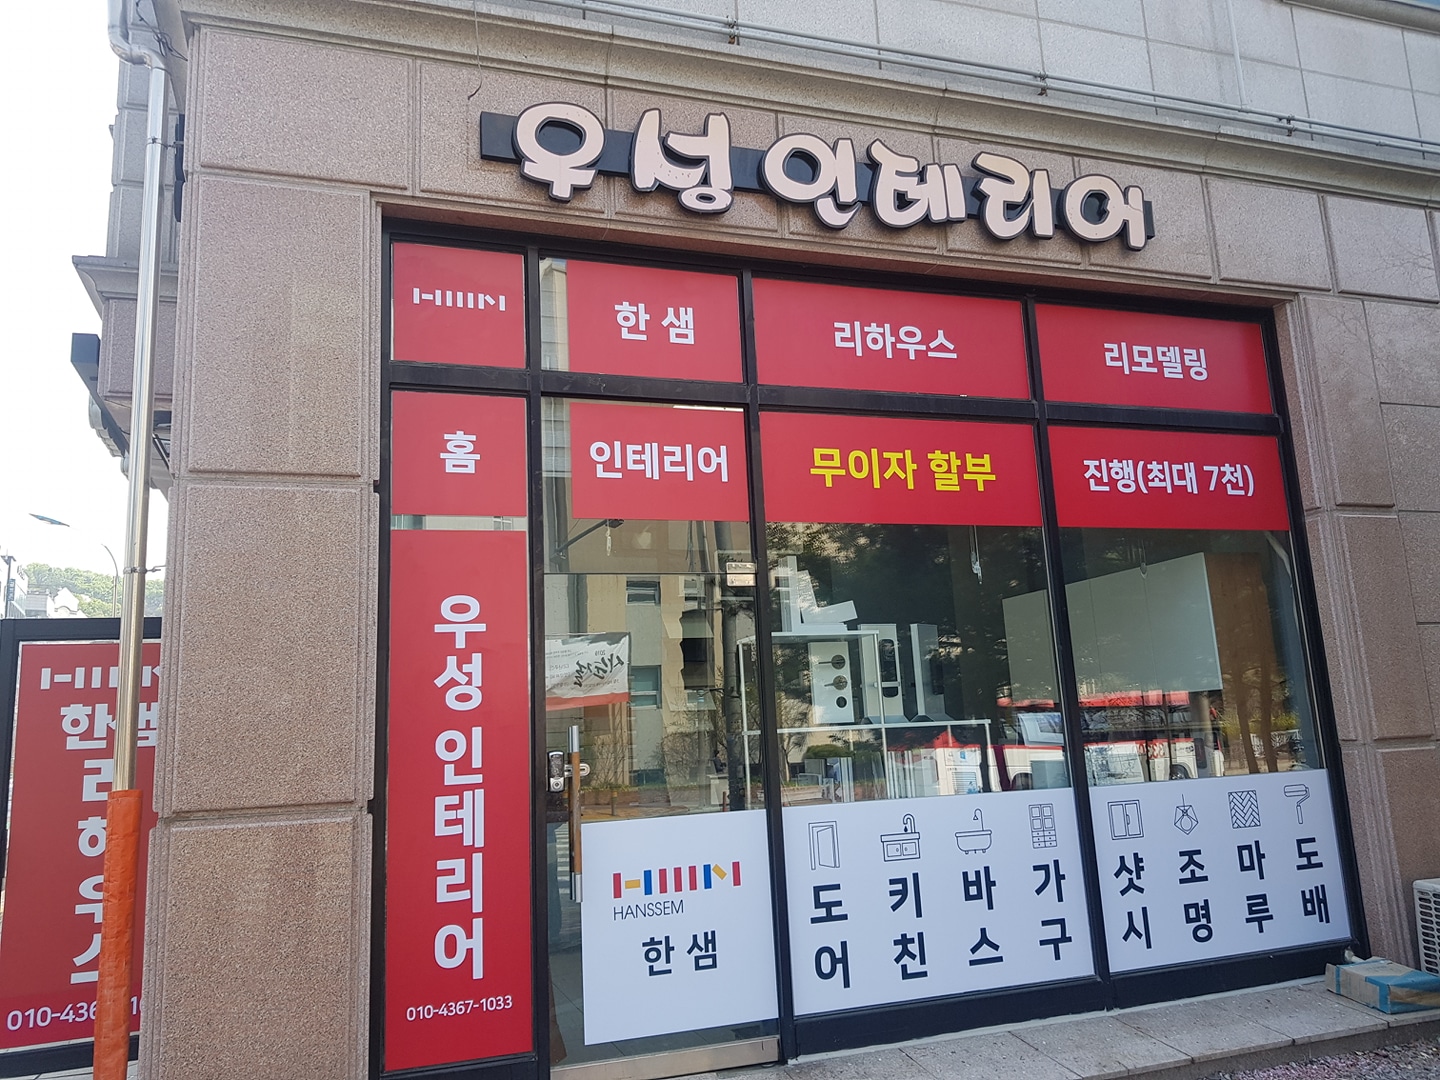 우성 인테리어
한샘
리하우스
리모델링
홈
인테리어
무이자 할부
진행(최대 7천)
우성 인테리어
010-4367-1033
HANSSEM
한샘
도어
키친
바스
가구
샷시
조명
마루
도배
한샘
리하우스